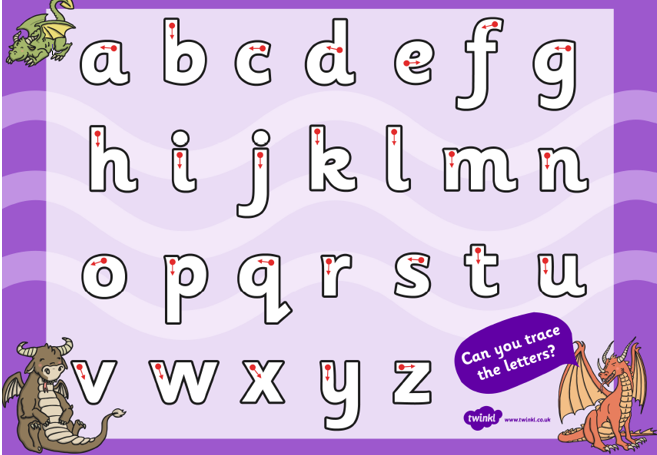 a b c d e f g
h i j k l m n
o p q r s t u
v w x y z
Can you trace
the letters?
twinkl www.twinkl.co.uk